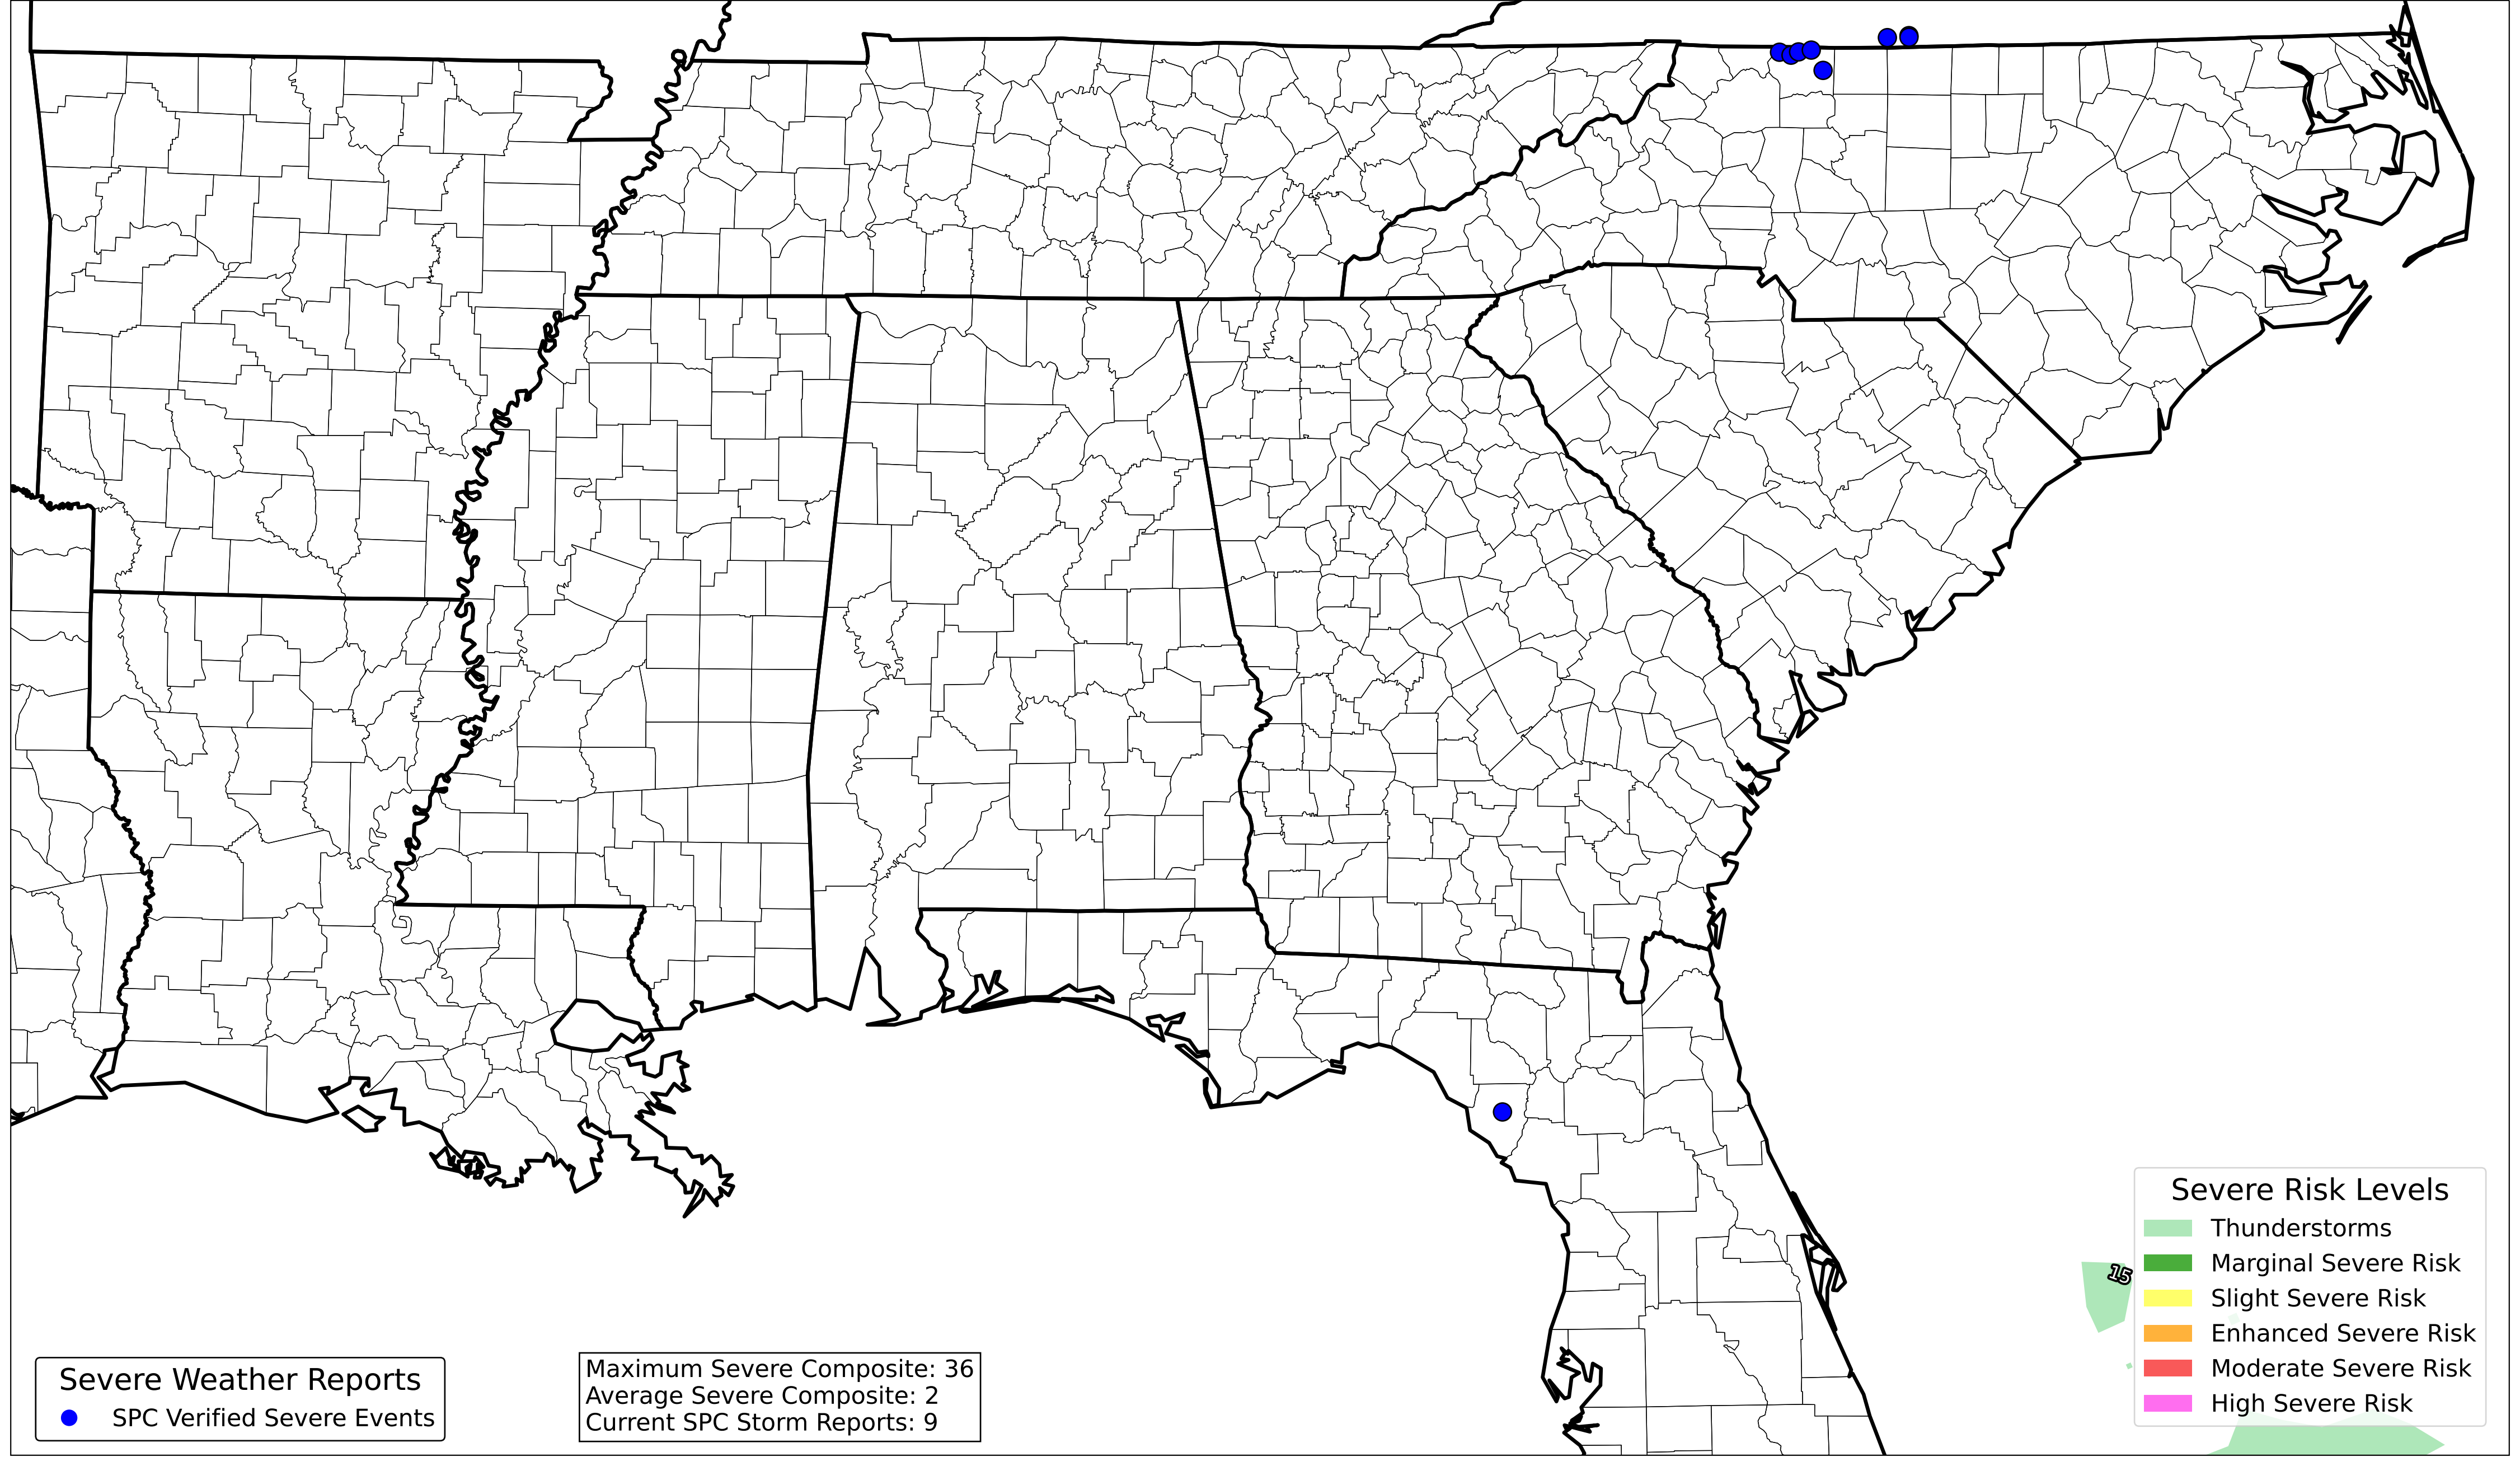 15
Severe Risk Levels
Thunderstorms
Marginal Severe Risk
Slight Severe Risk
Enhanced Severe Risk
Moderate Severe Risk
High Severe Risk
Severe Weather Reports
SPC Verified Severe Events
Maximum Severe Composite: 36
Average Severe Composite: 2
Current SPC Storm Reports: 9